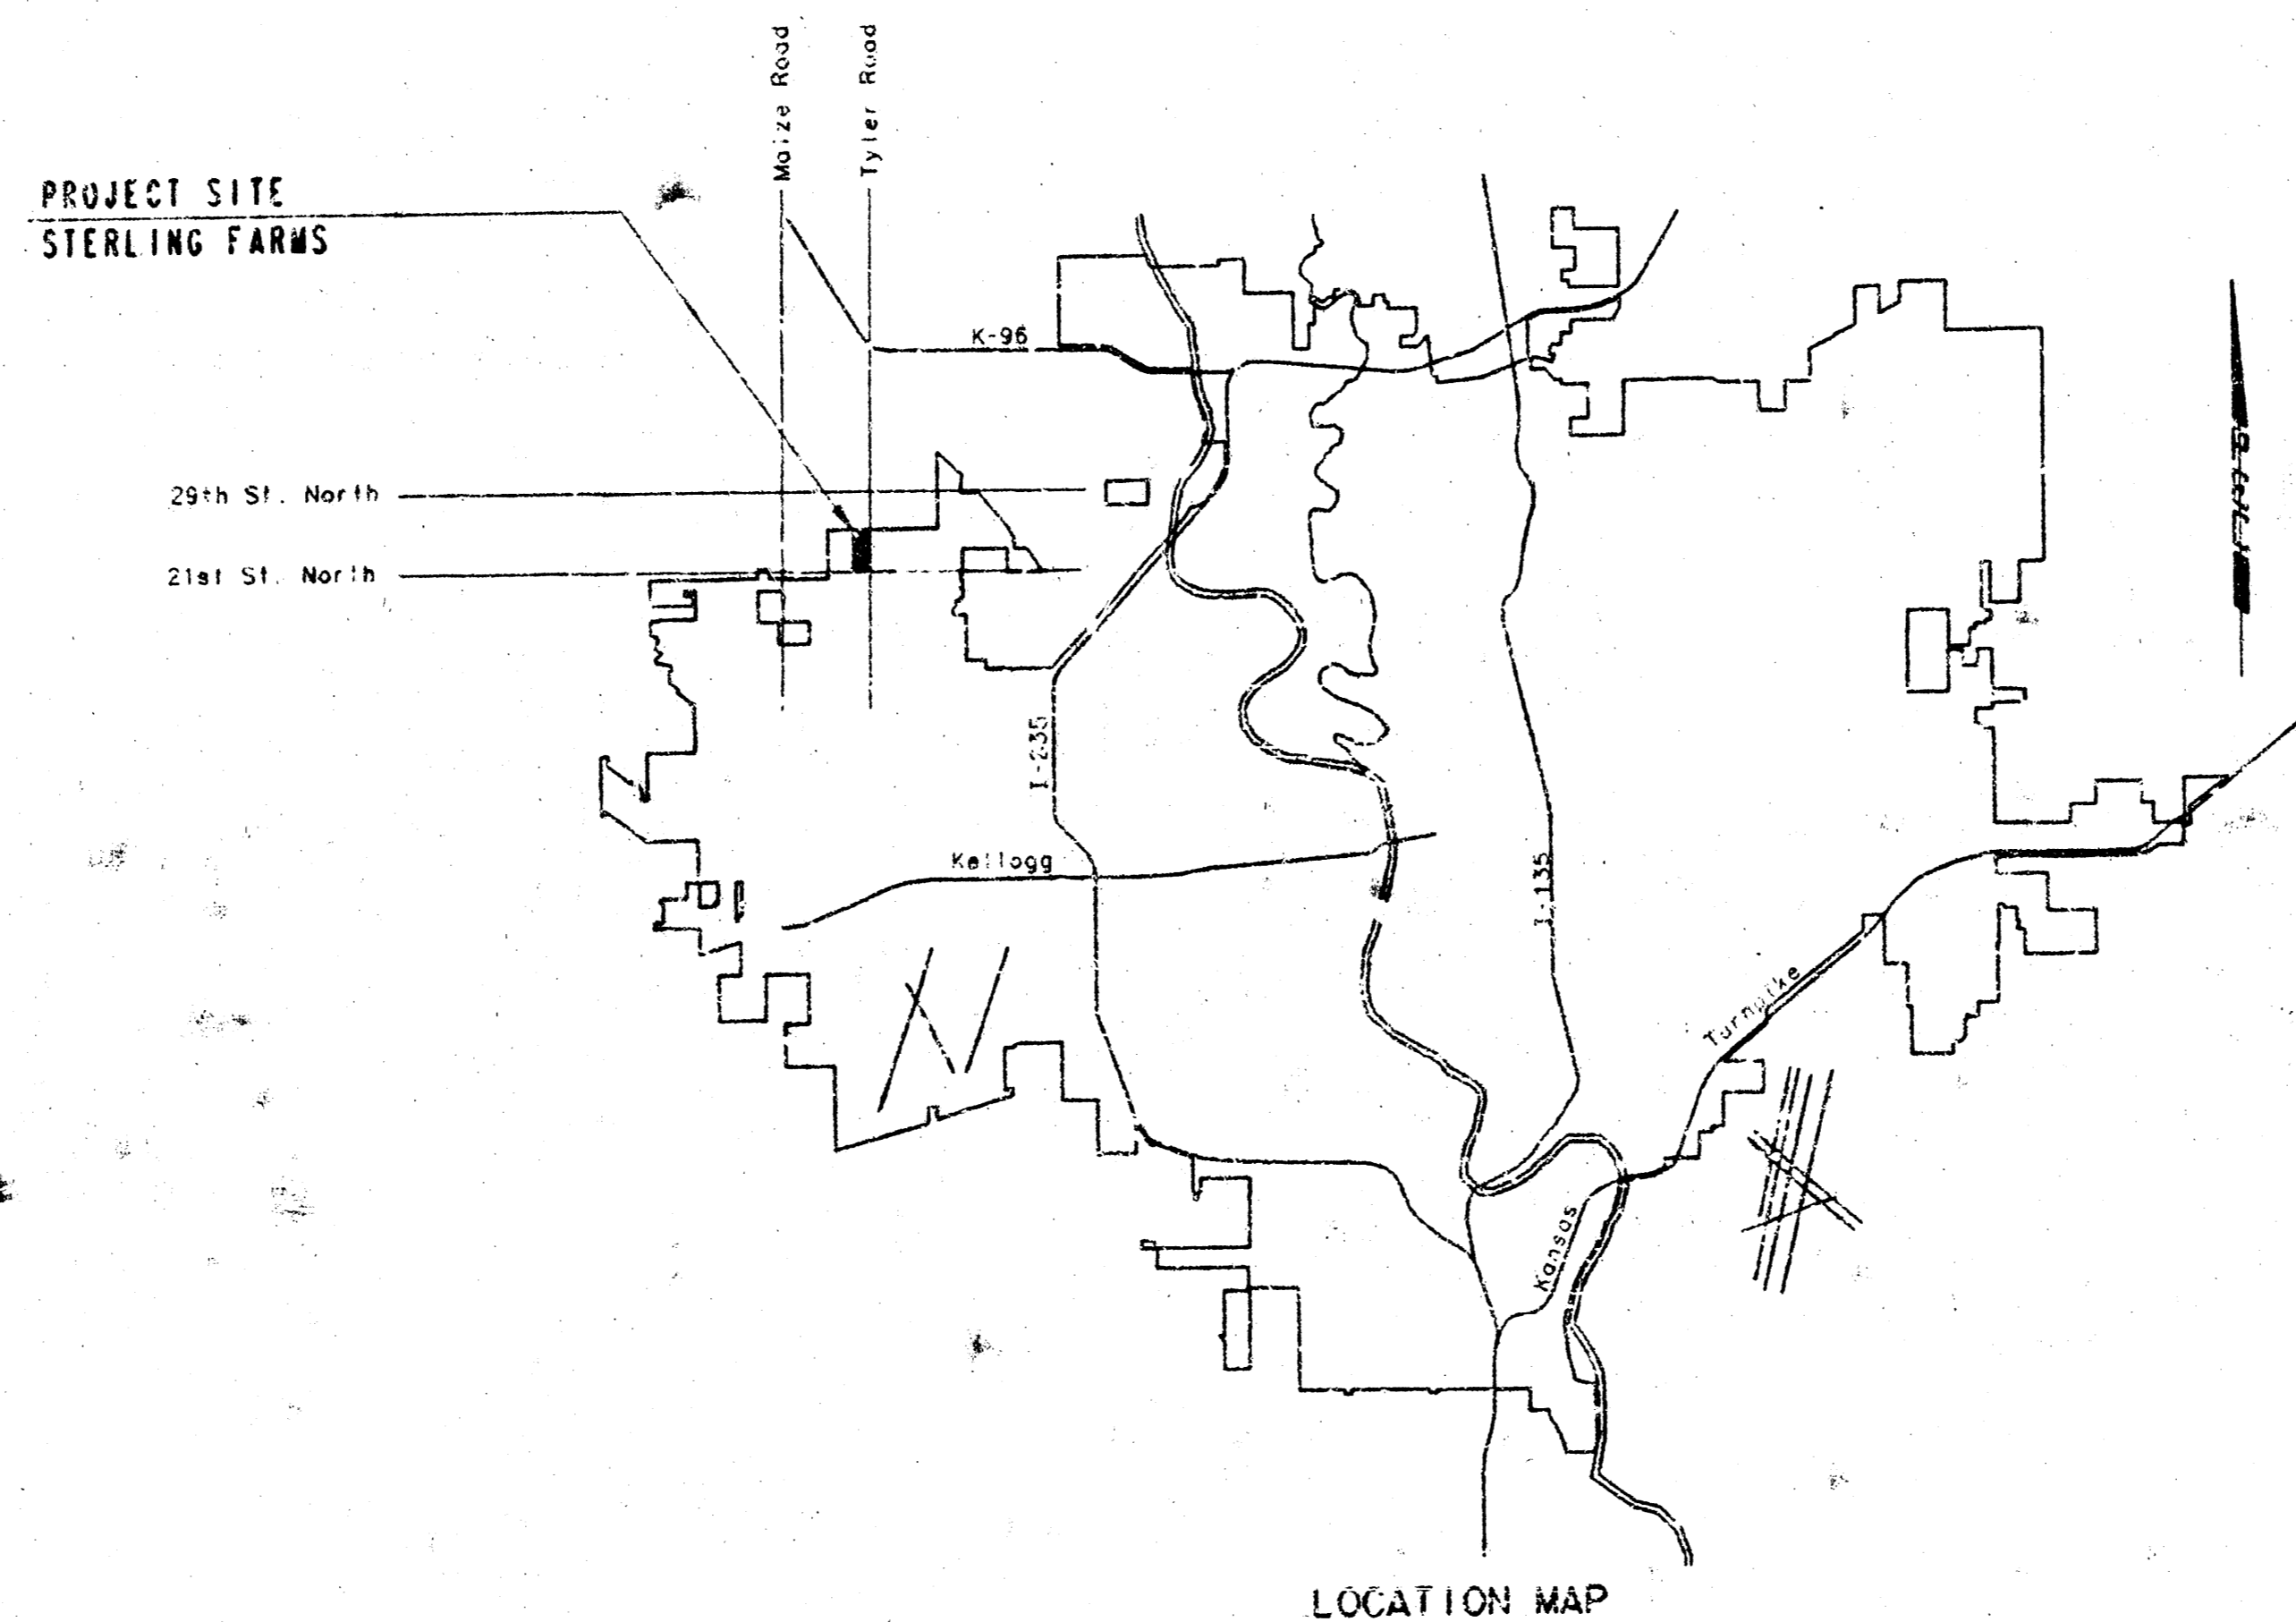 Maize Road
Tyler Road
PROJECT SITE
STERLING FARMS
K-96
29th St. North
21st St. North
I-235
Kellogg
I-135
Turnpike
Kansas
LOCATION MAP